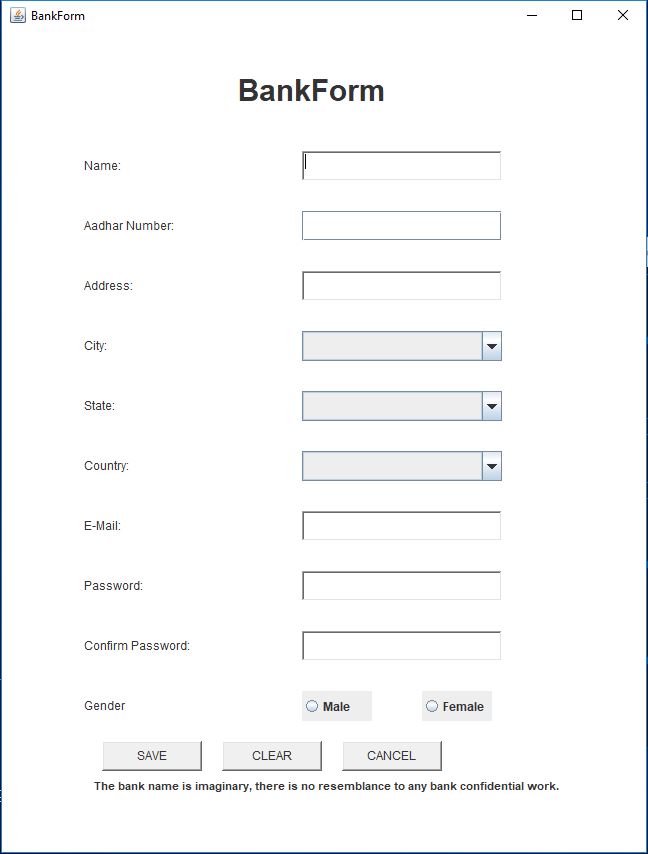 BankForm
BankForm
Name:
Aadhar Number:
Address:
City:
State:
Country:
E-Mail:
Password:
Confirm Password:
Gender Male Female
SAVE CLEAR CANCEL
The bank name is imaginary, there is no resemblance to any bank confidential work.